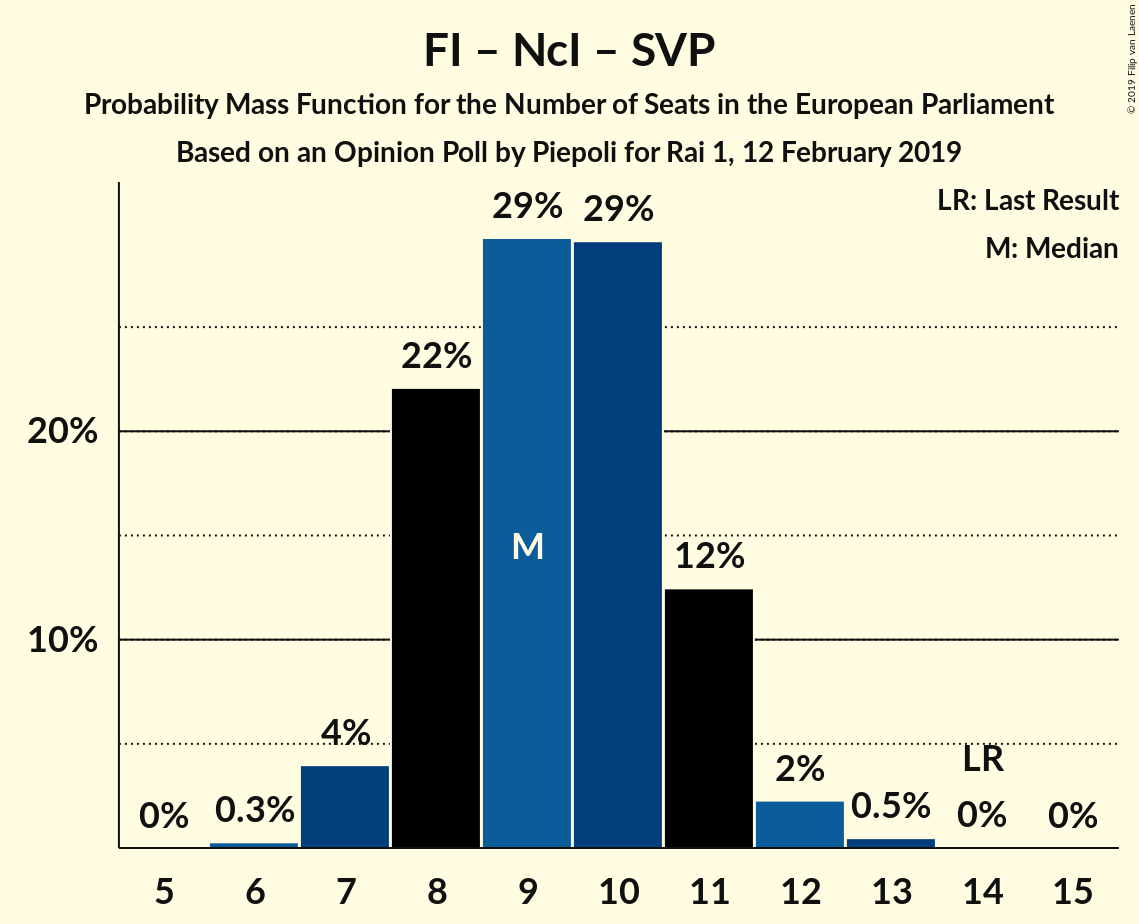 FI – NcI – SVP
Probability Mass Function for the Number of Seats in the European Parliament
Based on an Opinion Poll by Piepoli for Rai 1, 12 February 2019
© 2019 Filip van Laenen
LR: Last Result
M: Median
29% 29%
22%
20%
M
12%
10%
4%
LR
2%
0% 0.3% 0.5% 0% 0%
5 6 7 8 9 10 11 12 13 14 15